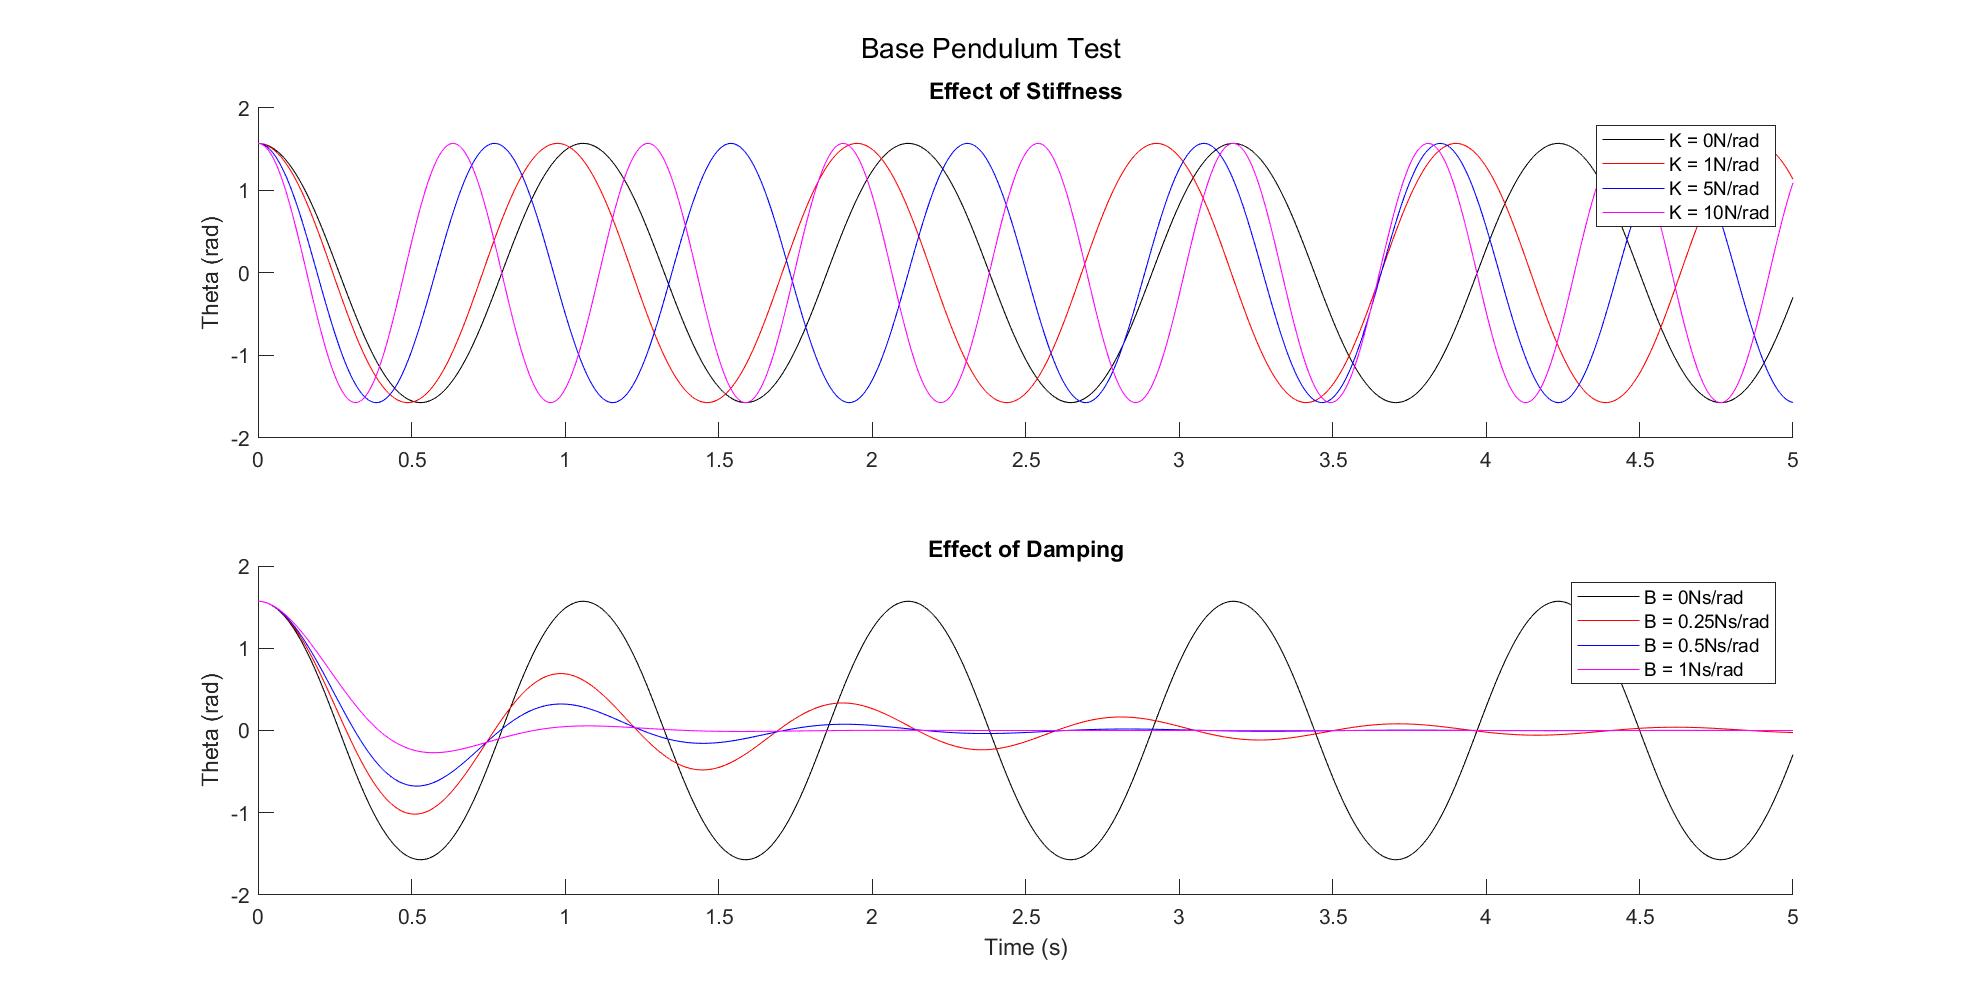 Base Pendulum Test
Effect of Stiffness
2
1
0
-1
-2
Theta (rad)
0 0.5 1 1.5 2 2.5 3 3.5 4 4.5 5
K = 0N/rad
K = 1N/rad
K = 5N/rad
K = 10N/rad
Effect of Damping
2
1
0
-1
-2
Theta (rad)
0 0.5 1 1.5 2 2.5 3 3.5 4 4.5 5
Time (s)
B = 0Ns/rad
B = 0.25Ns/rad
B = 0.5Ns/rad
B = 1Ns/rad